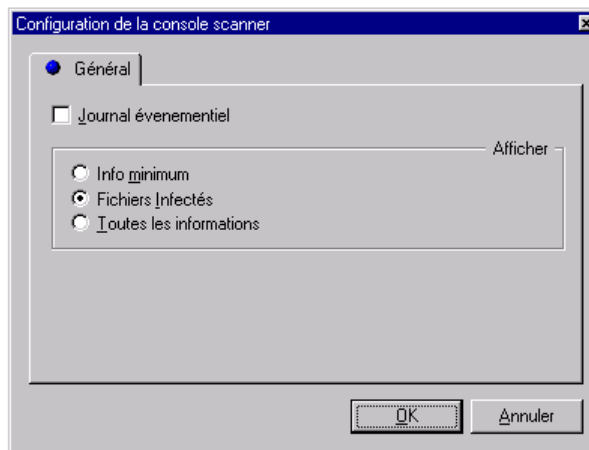 Configuration de la console scanner
Général
Journal évenementiel
Afficher
Info minimum
Fichiers Infectés
Toutes les informations
OK
Annuler